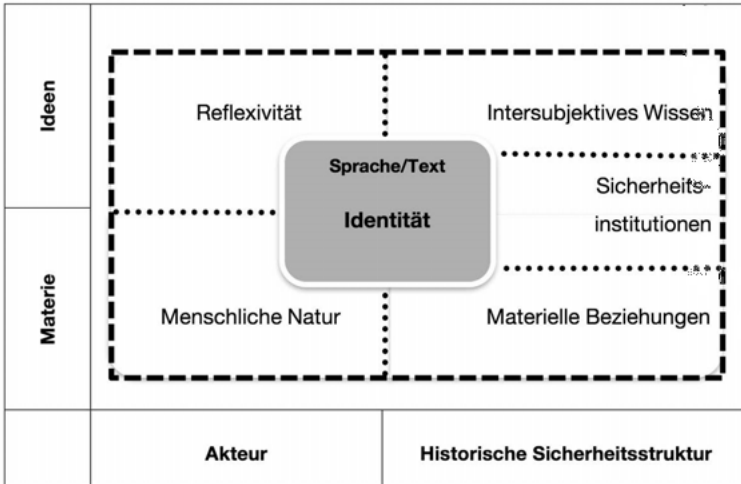 Ideen
Reflexivität
Intersubjektives Wissen
Sprache/Text
Sicherheits-
Identität
institutionen
Materie
Menschliche Natur
Materielle Beziehungen
Akteur
Historische Sicherheitsstruktur